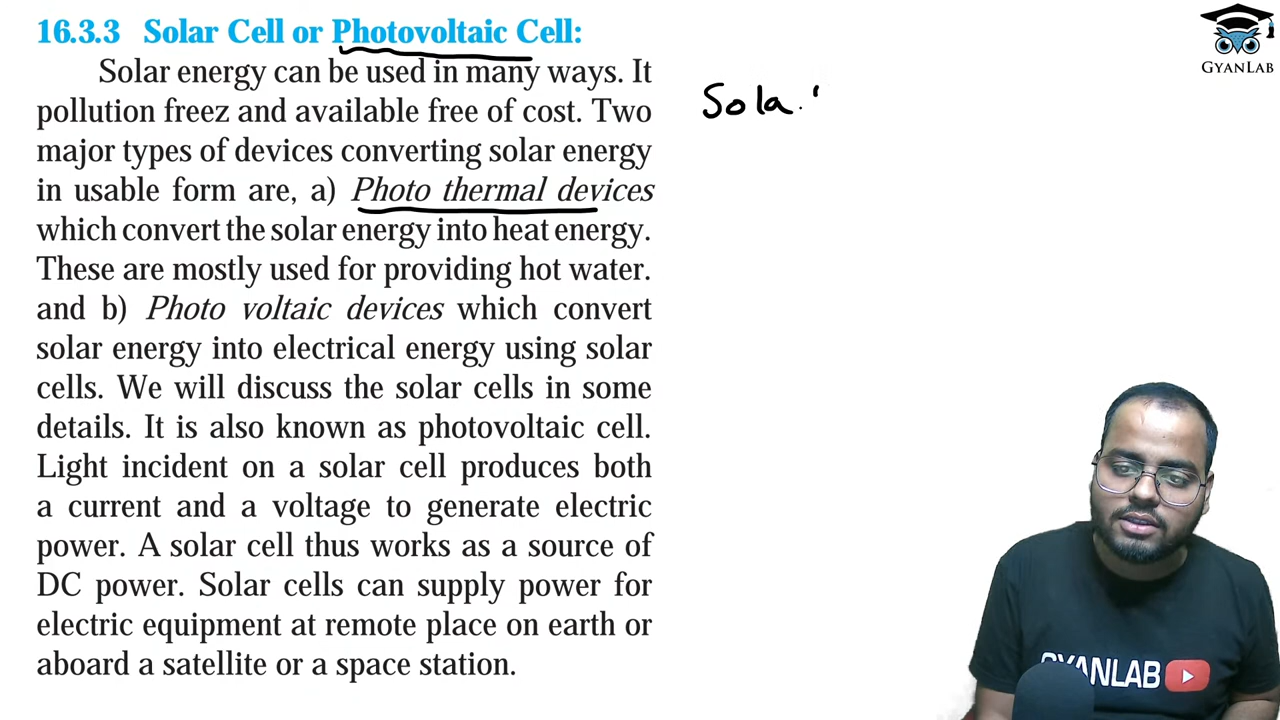 16.3.3 Solar Cell or Photovoltaic Cell:
Solar energy can be used in many ways. It
pollution freez and available free of cost. Two
major types of devices converting solar energy
in usable form are, a) Photo thermal devices
which convert the solar energy into heat energy.
These are mostly used for providing hot water.
and b) Photo voltaic devices which convert
solar energy into electrical energy using solar
cells. We will discuss the solar cells in some
details. It is also known as photovoltaic cell.
Light incident on a solar cell produces both
a current and a voltage to generate electric
power. A solar cell thus works as a source of
DC power. Solar cells can supply power for
electric equipment at remote place on earth or
aboard a satellite or a space station.
Sola
GYANLAB
GYANLAB